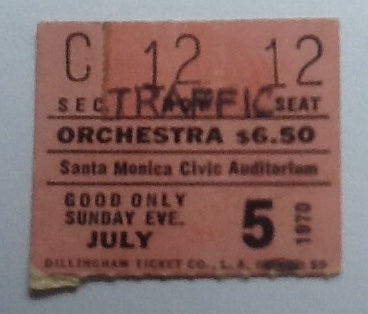 C 12 12
SEC. TRAFFIC SEAT
ORCHESTRA $6.50
Santa Monica Civic Auditorium
GOOD ONLY
SUNDAY EVE.
JULY 5 1970
DILLINGHAM TICKET CO., L. A.